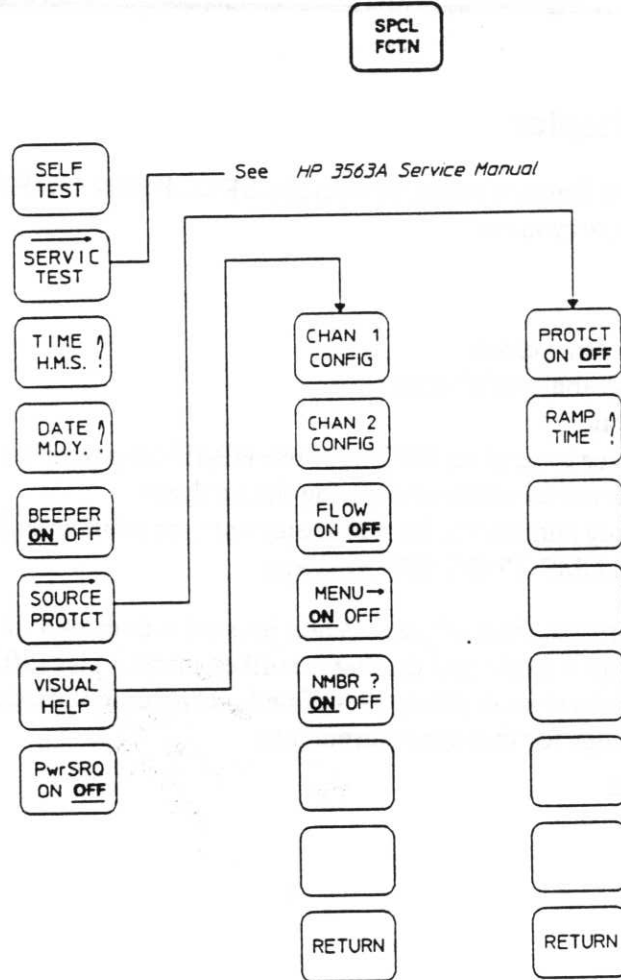 SPCL
FCTN
SELF
TEST
See HP 3563A Service Manual
SERVIC
TEST
TIME ?
H.M.S.
DATE ?
M.D.Y.
BEEPER
ON OFF
SOURCE
PROTCT
VISUAL
HELP
PwrSRQ
ON OFF
CHAN 1
CONFIG
CHAN 2
CONFIG
FLOW
ON OFF
MENU→
ON OFF
NMBR ?
ON OFF
RETURN
PROTCT
ON OFF
RAMP ?
TIME
RETURN